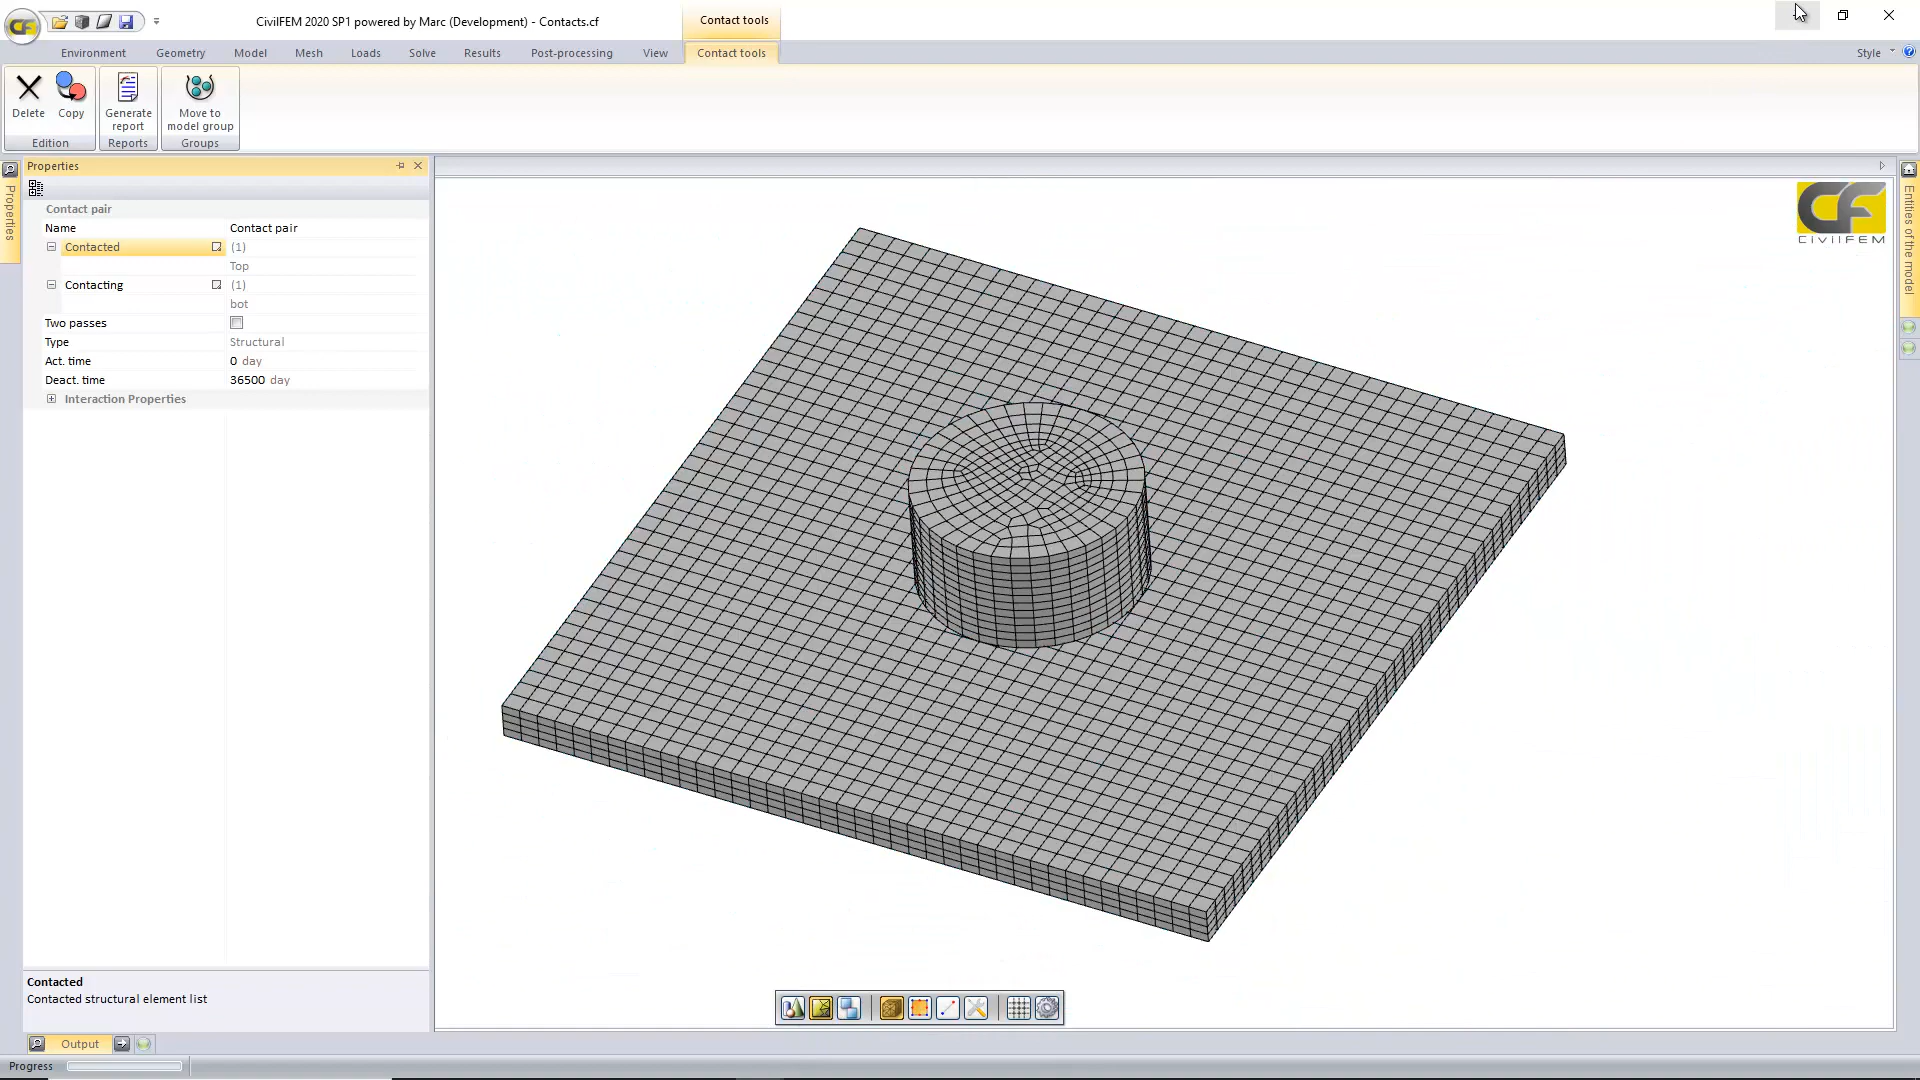 CivilFEM 2020 SP1 powered by Marc (Development) - Contacts.cf
Contact tools
Environment
Geometry
Model
Mesh
Loads
Solve
Results
Post-processing
View
Contact tools
Style
Delete
Copy
Generate
report
Move to
model group
Edition
Reports
Groups
Properties
Properties
Contact pair
Name Contact pair
Contacted (1)
Top
Contacting (1)
bot
Two passes
Type Structural
Act. time 0 day
Deact. time 36500 day
Interaction Properties
CF
CIVILFEM
Entities of the model
Contacted
Contacted structural element list
Output
Progress